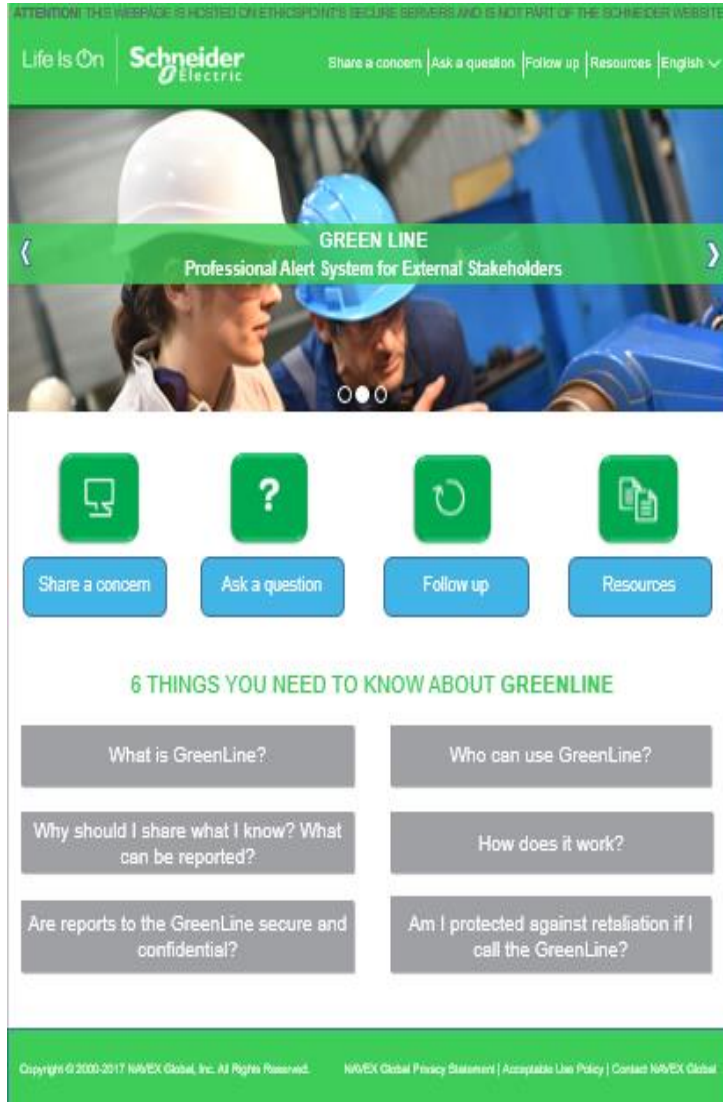 ATTENTION! THIS WEBPAGE IS HOSTED ON ETHICSPOINT'S SECURE SERVERS AND IS NOT PART OF THE SCHNEIDER WEBSITE
Life Is On | Schneider Electric
Share a concern | Ask a question | Follow up | Resources | English
GREEN LINE
Professional Alert System for External Stakeholders
?
Share a concern
Ask a question
Follow up
Resources
6 THINGS YOU NEED TO KNOW ABOUT GREENLINE
What is GreenLine?
Who can use GreenLine?
Why should I share what I know? What
can be reported?
How does it work?
Are reports to the GreenLine secure and
confidential?
Am I protected against retaliation if I
call the GreenLine?
Copyright © 2000-2017 NAVEX Global, Inc. All Rights Reserved.
NAVEX Global Privacy Statement | Acceptable Use Policy | Contact NAVEX Global